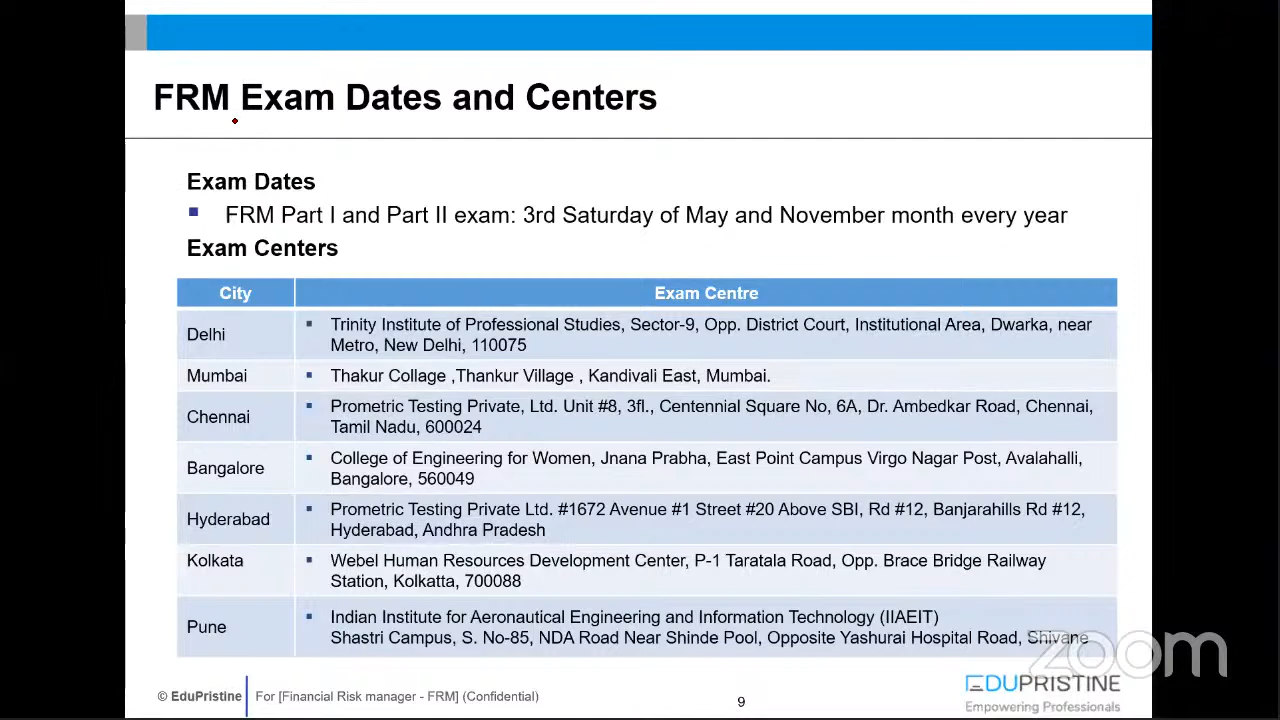 FRM Exam Dates and Centers
Exam Dates
FRM Part I and Part II exam: 3rd Saturday of May and November month every year
Exam Centers
City Exam Centre
Delhi
Trinity Institute of Professional Studies, Sector-9, Opp. District Court, Institutional Area, Dwarka, near
Metro, New Delhi, 110075
Mumbai
Thakur Collage ,Thankur Village , Kandivali East, Mumbai.
Chennai
Prometric Testing Private, Ltd. Unit #8, 3fl., Centennial Square No, 6A, Dr. Ambedkar Road, Chennai,
Tamil Nadu, 600024
Bangalore
College of Engineering for Women, Jnana Prabha, East Point Campus Virgo Nagar Post, Avalahalli,
Bangalore, 560049
Hyderabad
Prometric Testing Private Ltd. #1672 Avenue #1 Street #20 Above SBI, Rd #12, Banjarahills Rd #12,
Hyderabad, Andhra Pradesh
Kolkata
Webel Human Resources Development Center, P-1 Taratala Road, Opp. Brace Bridge Railway
Station, Kolkatta, 700088
Pune
Indian Institute for Aeronautical Engineering and Information Technology (IIAEIT)
Shastri Campus, S. No-85, NDA Road Near Shinde Pool, Opposite Yashurai Hospital Road, Shivane
zoom
© EduPristine For [Financial Risk manager - FRM] (Confidential)
9
EDUPRISTINE
Empowering Professionals